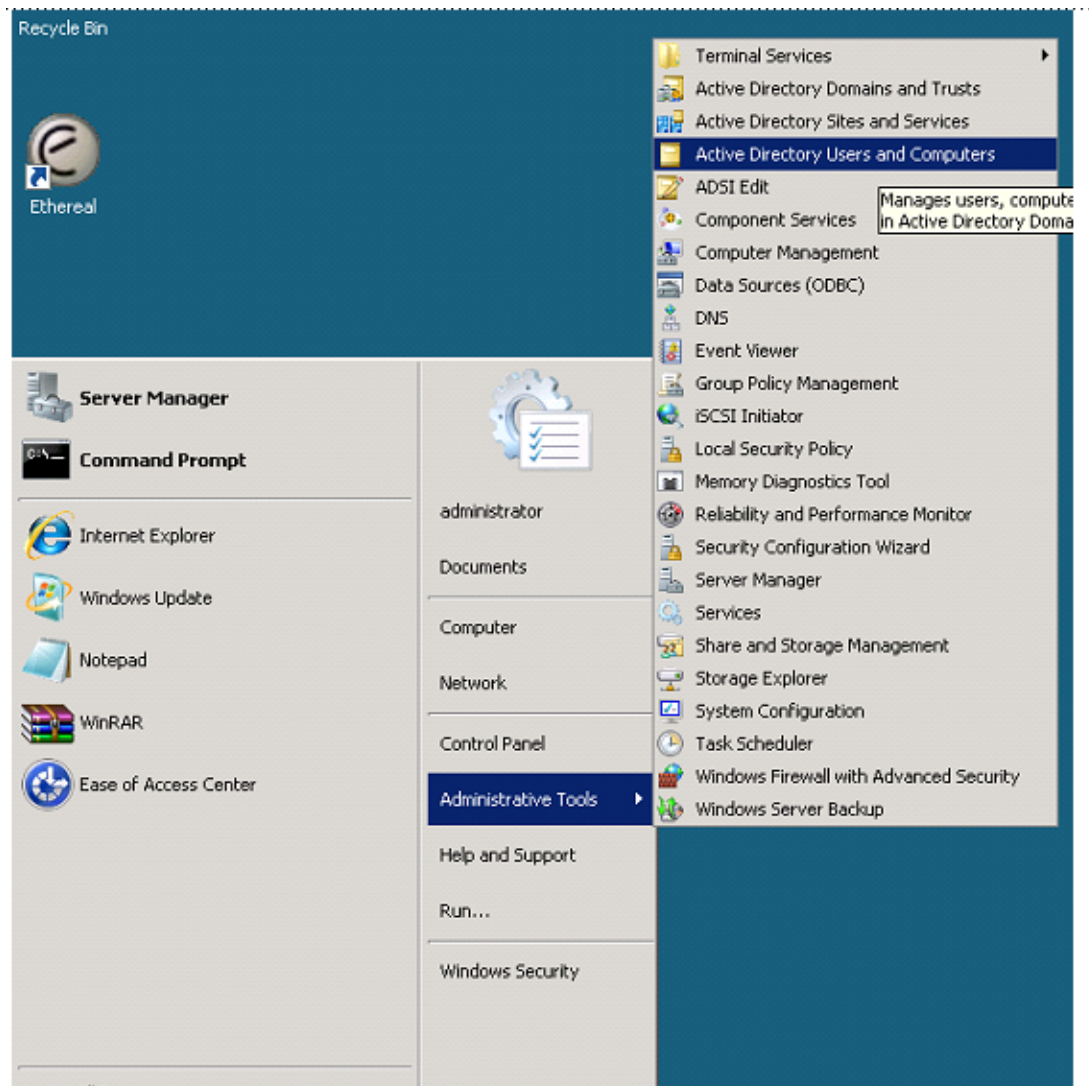 Recycle Bin
Ethereal
Server Manager
Command Prompt
Internet Explorer
Windows Update
Notepad
WinRAR
Ease of Access Center
administrator
Documents
Computer
Network
Control Panel
Administrative Tools
Help and Support
Run...
Windows Security
Terminal Services
Active Directory Domains and Trusts
Active Directory Sites and Services
Active Directory Users and Computers
ADSI Edit
Manages users, compute
in Active Directory Doma
Component Services
Computer Management
Data Sources (ODBC)
DNS
Event Viewer
Group Policy Management
iSCSI Initiator
Local Security Policy
Memory Diagnostics Tool
Reliability and Performance Monitor
Security Configuration Wizard
Server Manager
Services
Share and Storage Management
Storage Explorer
System Configuration
Task Scheduler
Windows Firewall with Advanced Security
Windows Server Backup